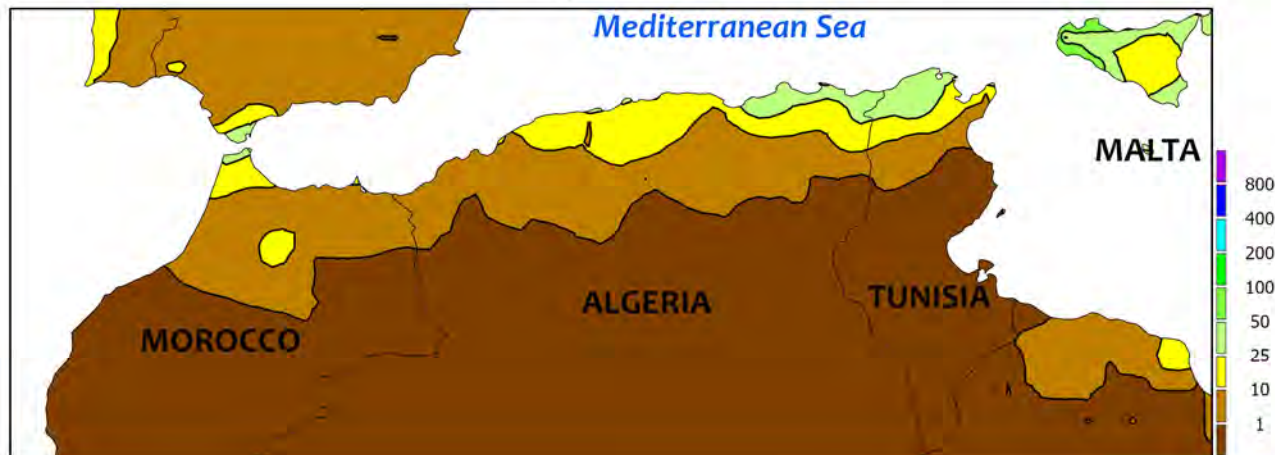 Mediterranean Sea
MALTA
800
400
200
100
50
25
10
1
ALGERIA
TUNISIA
MOROCCO